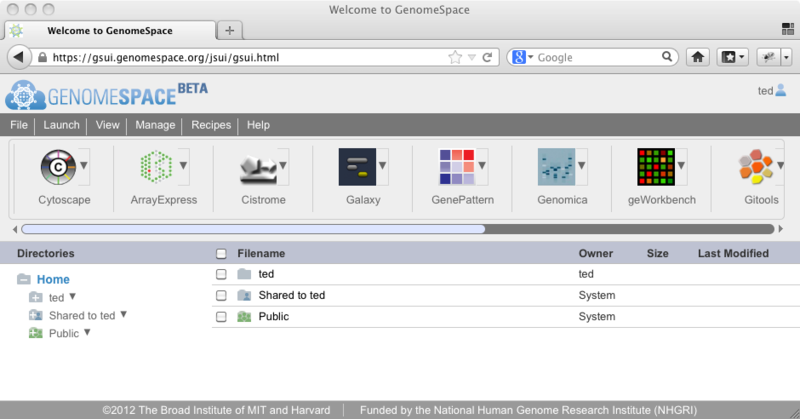 Welcome to GenomeSpace
Welcome to GenomeSpace
https://gsui.genomespace.org/jsui/gsui.html
Google
GENOMESPACE BETA
ted
File Launch View Manage Recipes Help
C
Cytoscape ArrayExpress Cistrome Galaxy GenePattern Genomica geWorkbench Gitools
Directories Filename Owner Size Last Modified
Home
ted
Shared to ted
Public
ted ted
Shared to ted System
Public System
©2012 The Broad Institute of MIT and Harvard Funded by the National Human Genome Research Institute (NHGRI)